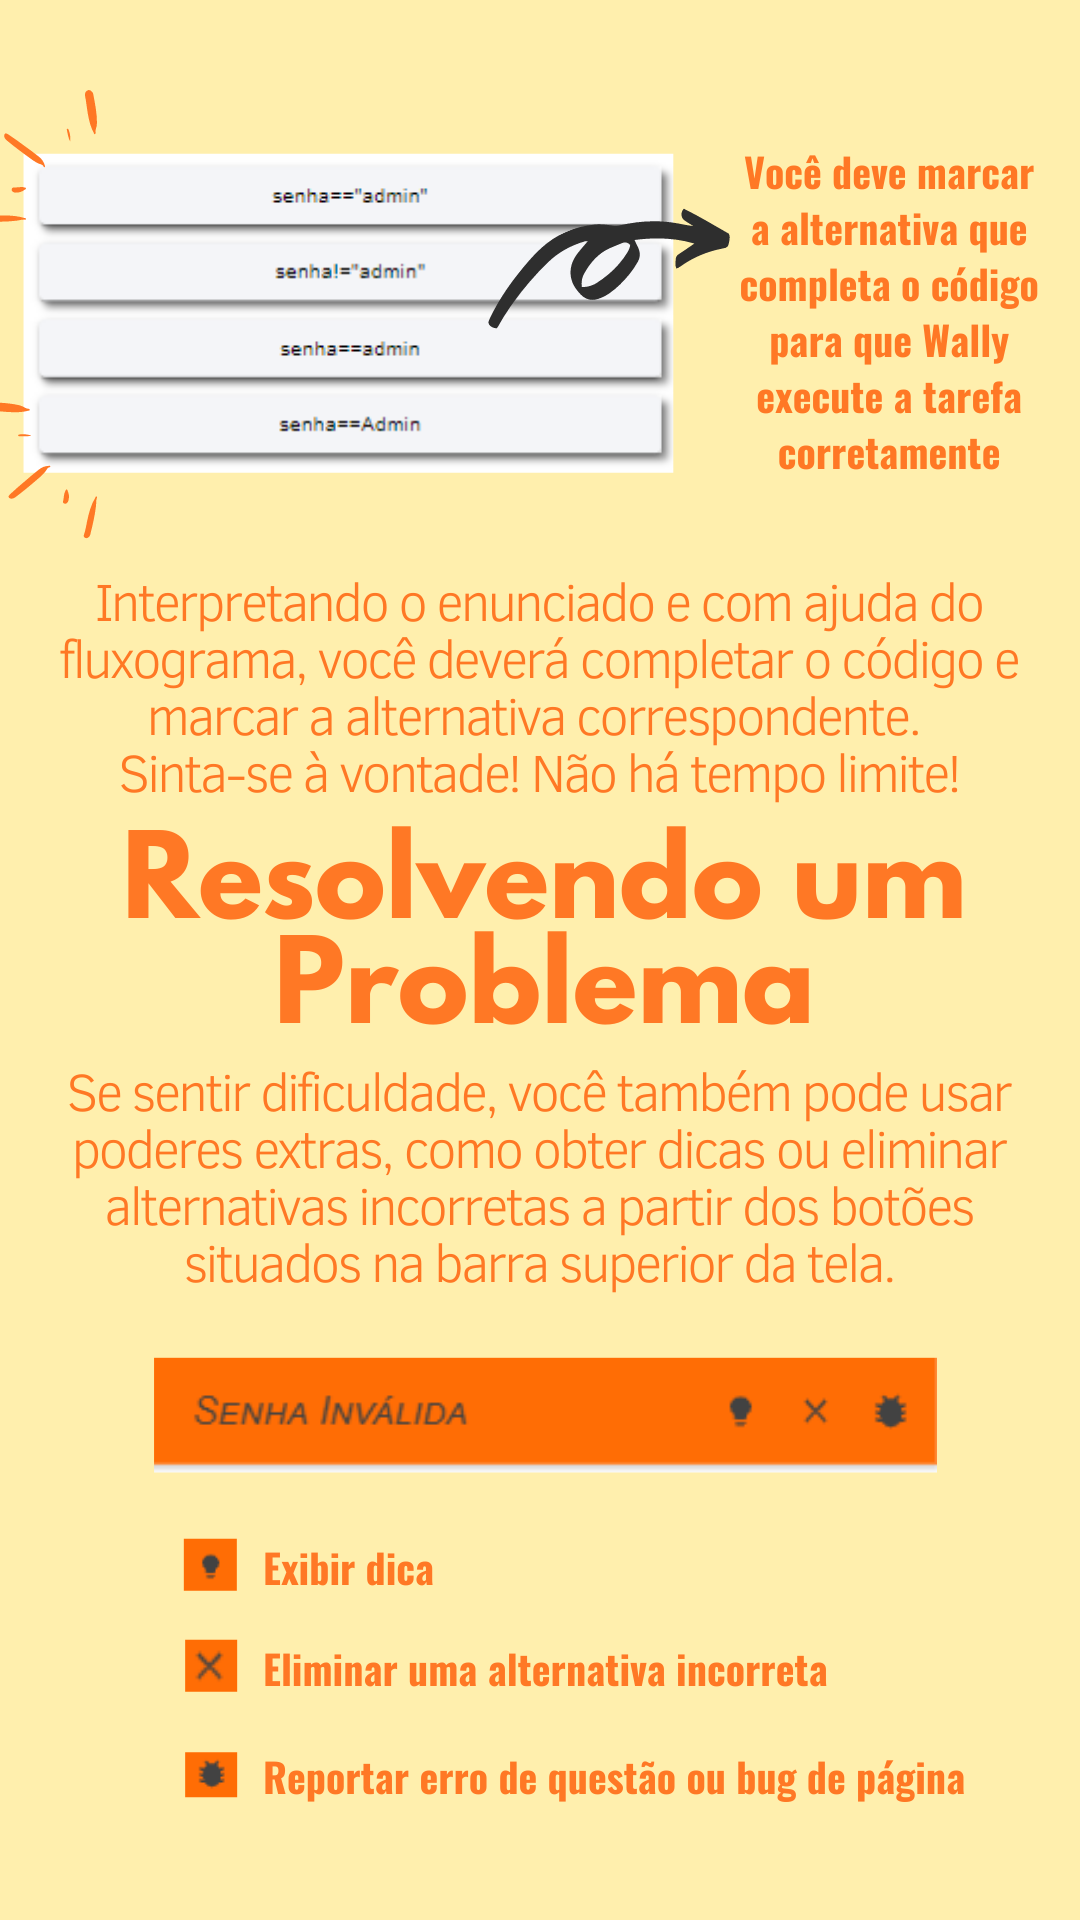 senha=="admin"
senha!="admin"
senha==admin
senha==Admin
Você deve marcar
a alternativa que
completa o código
para que Wally
execute a tarefa
corretamente
Interpretando o enunciado e com ajuda do
fluxograma, você deverá completar o código e
marcar a alternativa correspondente.
Sinta-se à vontade! Não há tempo limite!
Resolvendo um
Problema
Se sentir dificuldade, você também pode usar
poderes extras, como obter dicas ou eliminar
alternativas incorretas a partir dos botões
situados na barra superior da tela.
Senha Inválida
Exibir dica
Eliminar uma alternativa incorreta
Reportar erro de questão ou bug de página